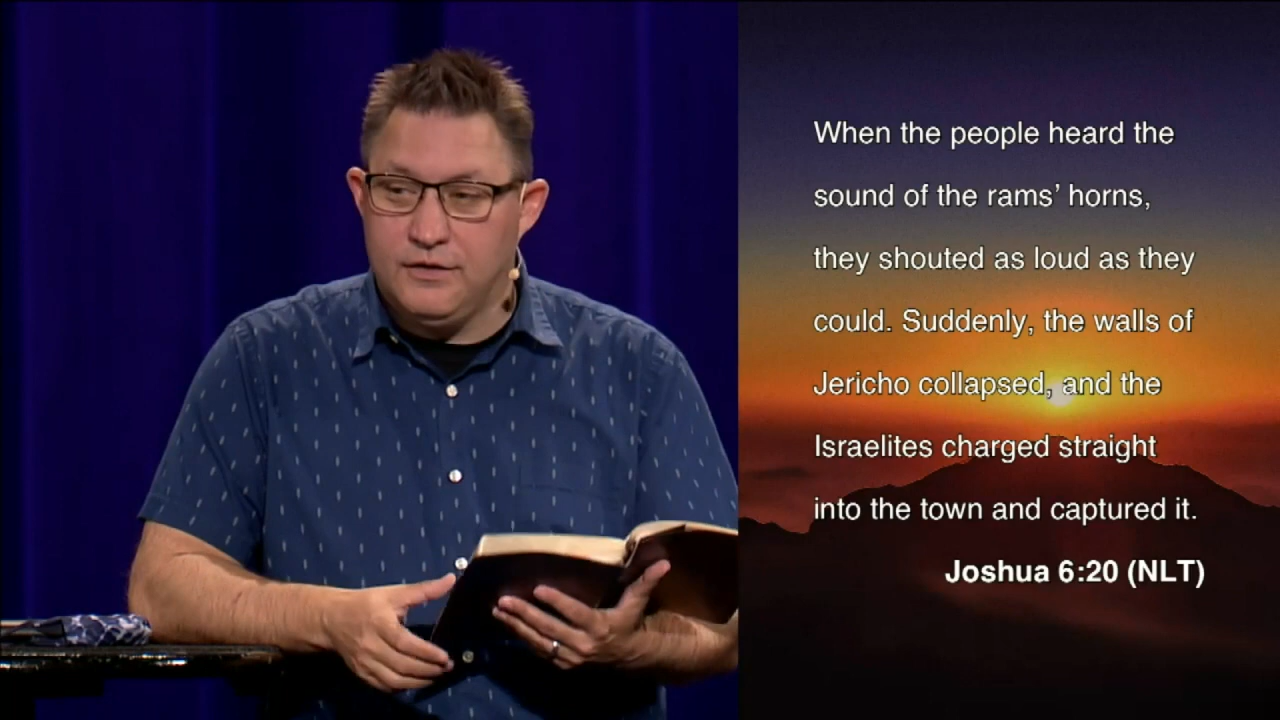 When the people heard the
sound of the rams’ horns,
they shouted as loud as they
could. Suddenly, the walls of
Jericho collapsed, and the
Israelites charged straight
into the town and captured it.
Joshua 6:20 (NLT)